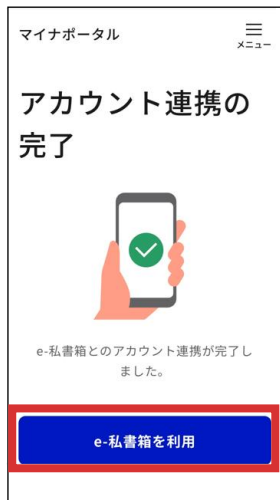 マイナポータル
メニュー
アカウント連携の
完了
e-私書箱とのアカウント連携が完了し
ました。
e-私書箱を利用